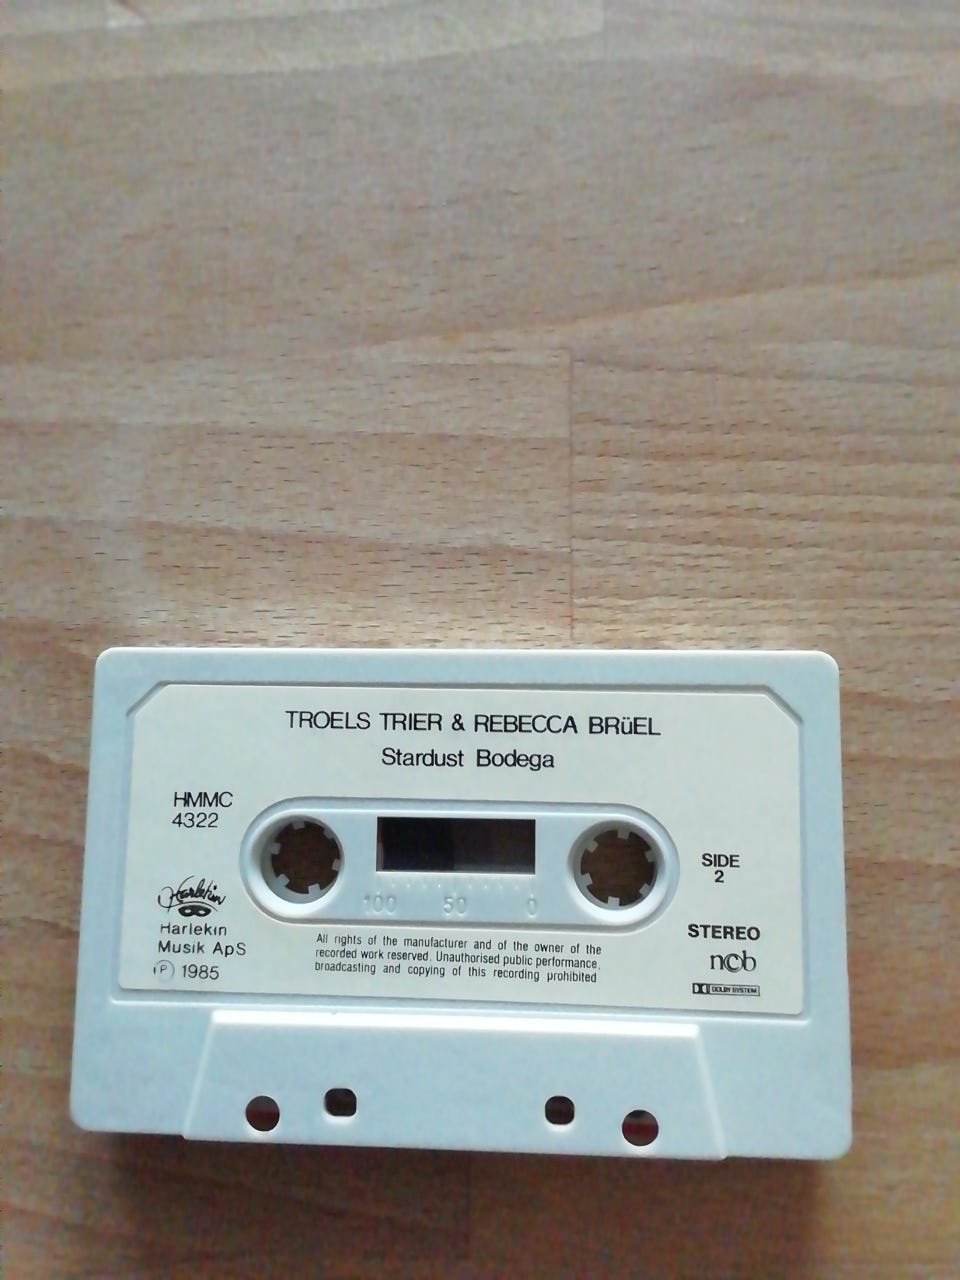 TROELS TRIER & REBECCA BRüEL
Stardust Bodega
HMMC
4322
SIDE
2
100 50 0
Harlekin
Harlekin
Musik ApS
℗ 1985
All rights of the manufacturer and of the owner of the
recorded work reserved. Unauthorised public performance,
broadcasting and copying of this recording prohibited
STEREO
ncb
DOLBY SYSTEM